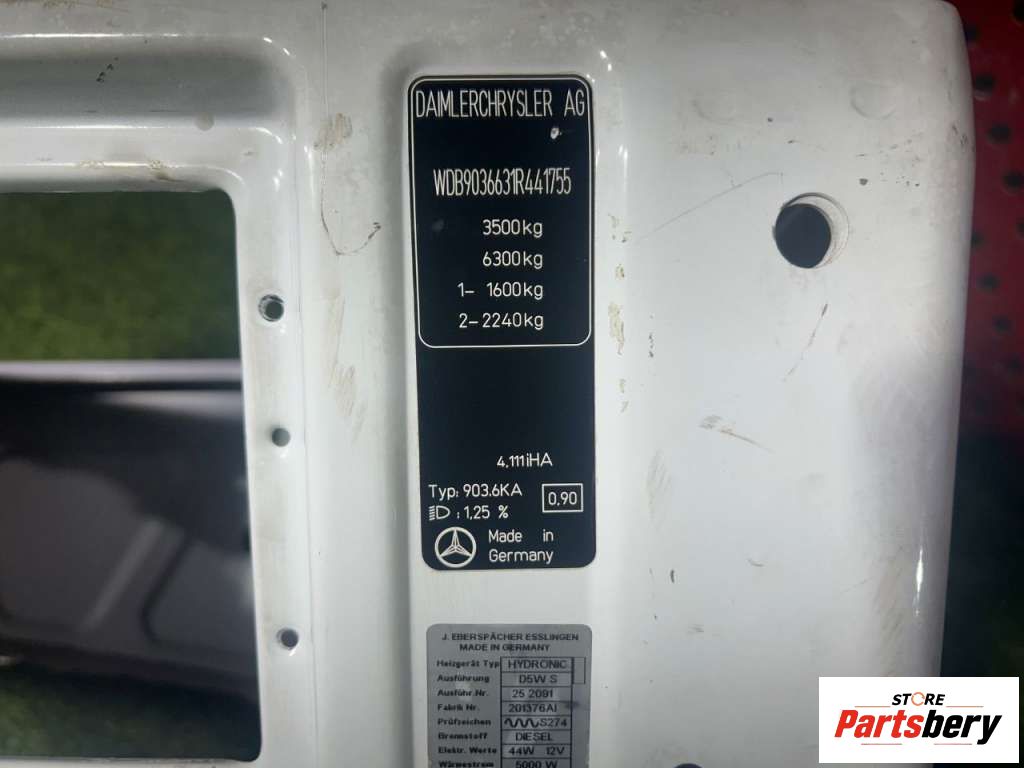 DAIMLERCHRYSLER AG
WDB9036631R441755
3500kg
6300kg
1- 1600kg
2- 2240kg
4.111iHA
Typ: 903.6KA 0.90
: 1,25 %
Made in
Germany
J. EBERSPÄCHER ESSLINGEN
MADE IN GERMANY
Heizgerät Typ HYDRONIC
Ausführung D5W S
Ausführ.Nr. 25 2091
Fabrik Nr. 201376AI
Prüfzeichen S274
Brennstoff DIESEL
Elektr. Werte 44W 12V
Wärmestrom 5000 W
STORE
Partsbery